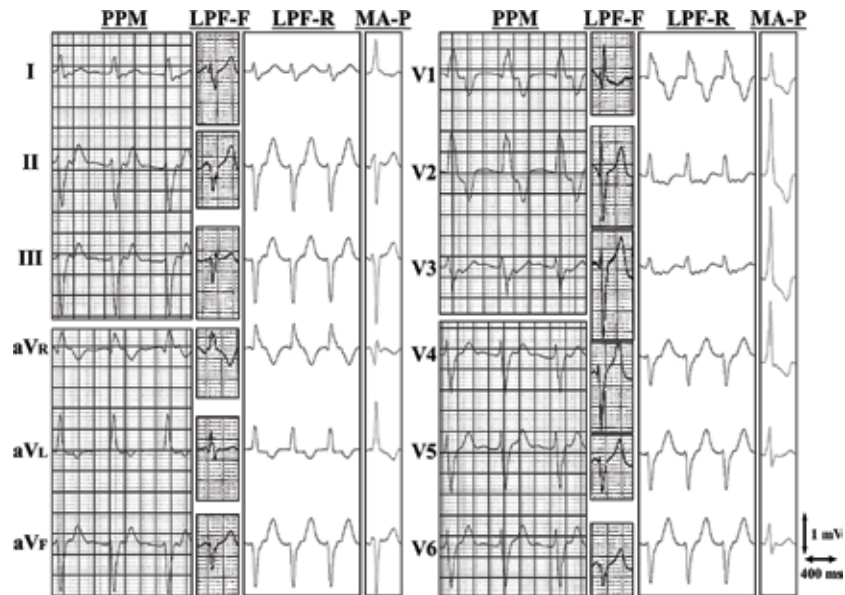 PPM LPF-F LPF-R MA-P PPM LPF-F LPF-R MA-P
I V1
II V2
III V3
aVR V4
aVL V5
aVF V6
1 mV
400 ms